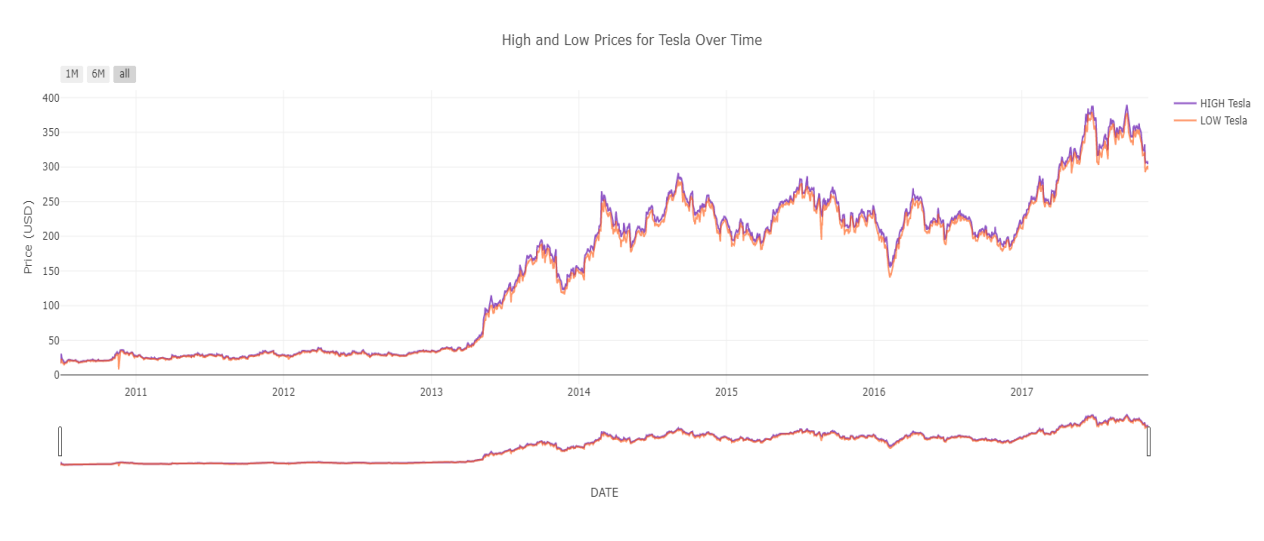 High and Low Prices for Tesla Over Time
1M 6M all
HIGH Tesla
LOW Tesla
Price (USD)
400
350
300
250
200
150
100
50
0
2011 2012 2013 2014 2015 2016 2017
DATE